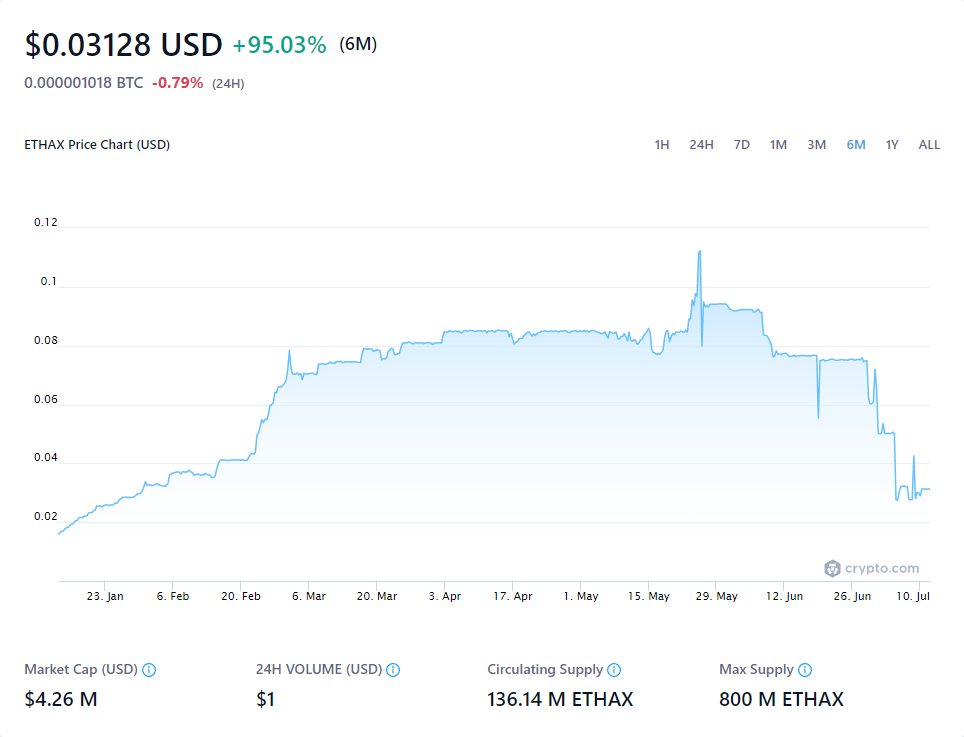 $0.03128 USD +95.03% (6M)
0.000001018 BTC -0.79% (24H)
ETHAX Price Chart (USD) 1H 24H 7D 1M 3M 6M 1Y ALL
0.12
0.1
0.08
0.06
0.04
0.02
crypto.com
23. Jan 6. Feb 20. Feb 6. Mar 20. Mar 3. Apr 17. Apr 1. May 15. May 29. May 12. Jun 26. Jun 10. Jul
Market Cap (USD) 24H VOLUME (USD) Circulating Supply Max Supply
$4.26 M $1 136.14 M ETHAX 800 M ETHAX